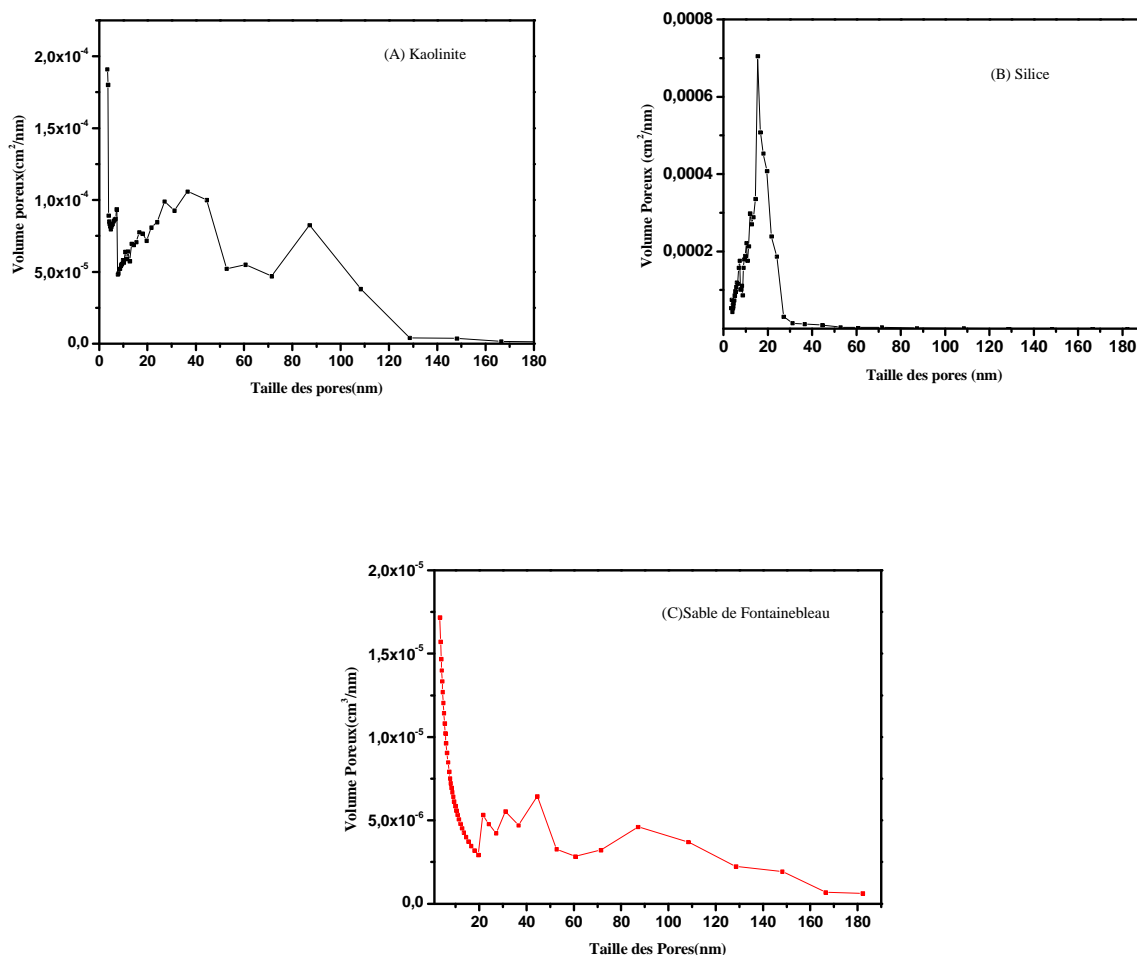 (A) Kaolinite
2,0x10⁻⁴
1,5x10⁻⁴
1,0x10⁻⁴
5,0x10⁻⁵
0,0
Volume poreux(cm²/nm)
0 20 40 60 80 100 120 140 160 180
Taille des pores(nm)
(B) Silice
0,0008
0,0006
0,0004
0,0002
Volume Poreux (cm²/nm)
0 20 40 60 80 100 120 140 160 180
Taille des pores (nm)
(C)Sable de Fontainebleau
2,0x10⁻⁵
1,5x10⁻⁵
1,0x10⁻⁵
5,0x10⁻⁶
0,0
Volume Poreux(cm³/nm)
20 40 60 80 100 120 140 160 180
Taille des Pores(nm)